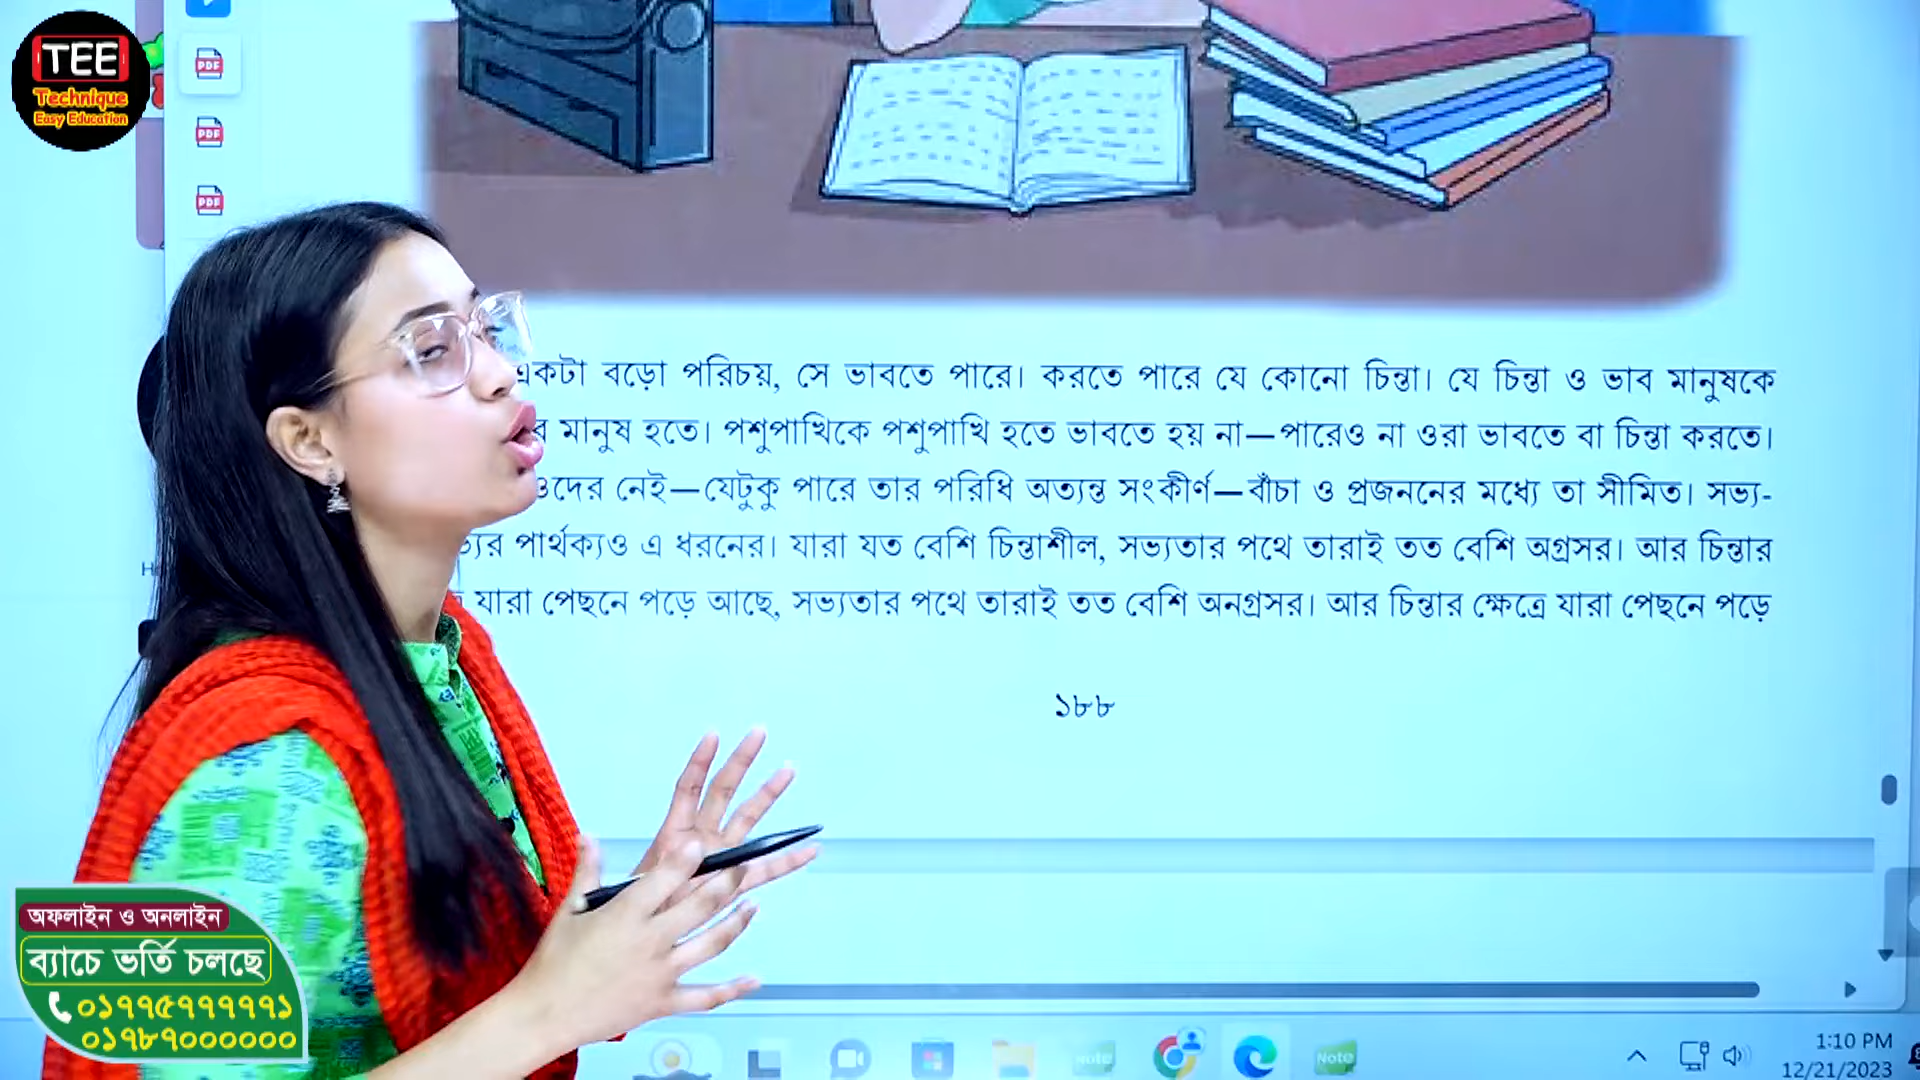 TEE
Technique
Easy Education
PDF
PDF
PDF
একটা বড়ো পরিচয়, সে ভাবতে পারে। করতে পারে যে কোনো চিন্তা। যে চিন্তা ও ভাব মানুষকে
মানুষ হতে। পশুপাখিকে পশুপাখি হতে ভাবতে হয় না—পারেও না ওরা ভাবতে বা চিন্তা করতে।
ওদের নেই—যেটুকু পারে তার পরিধি অত্যন্ত সংকীর্ণ—বাঁচা ও প্রজননের মধ্যে তা সীমিত। সভ্য-
পার্থক্যও এ ধরনের। যারা যত বেশি চিন্তাশীল, সভ্যতার পথে তারাই তত বেশি অগ্রসর। আর চিন্তার
যারা পেছনে পড়ে আছে, সভ্যতার পথে তারাই তত বেশি অনগ্রসর। আর চিন্তার ক্ষেত্রে যারা পেছনে পড়ে
১৮৮
অফলাইন ও অনলাইন
ব্যাচে ভর্তি চলছে
০১৭৭৫৭৭৭৭৭১
০১৭৮৭০০০০০০
Note
Note
1:10 PM
12/21/2023